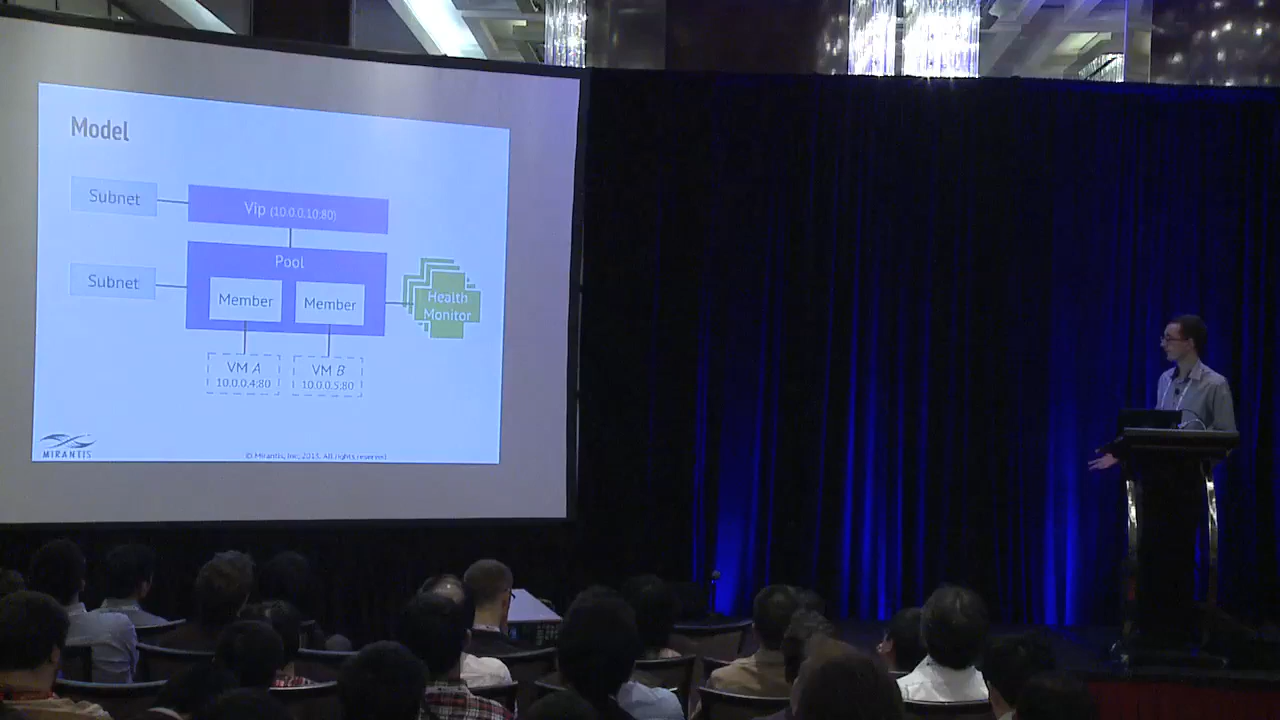 Model
Subnet
Vip (10.0.0.10:80)
Pool
Subnet
Member
Member
Health
Monitor
VM A
10.0.0.4:80
VM B
10.0.0.5:80
MIRANTIS
© Mirantis, Inc, 2013. All rights reserved